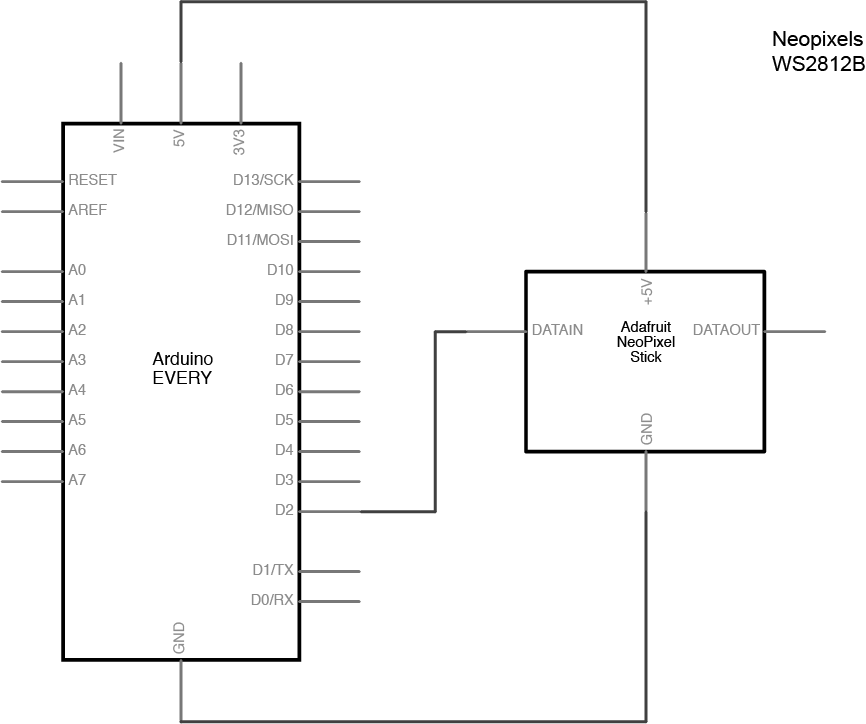 Neopixels
WS2812B
VIN
5V
3V3
RESET
AREF
A0
A1
A2
A3
A4
A5
A6
A7
Arduino
EVERY
D13/SCK
D12/MISO
D11/MOSI
D10
D9
D8
D7
D6
D5
D4
D3
D2
D1/TX
D0/RX
GND
+5V
DATAIN
Adafruit
NeoPixel
Stick
DATAOUT
GND